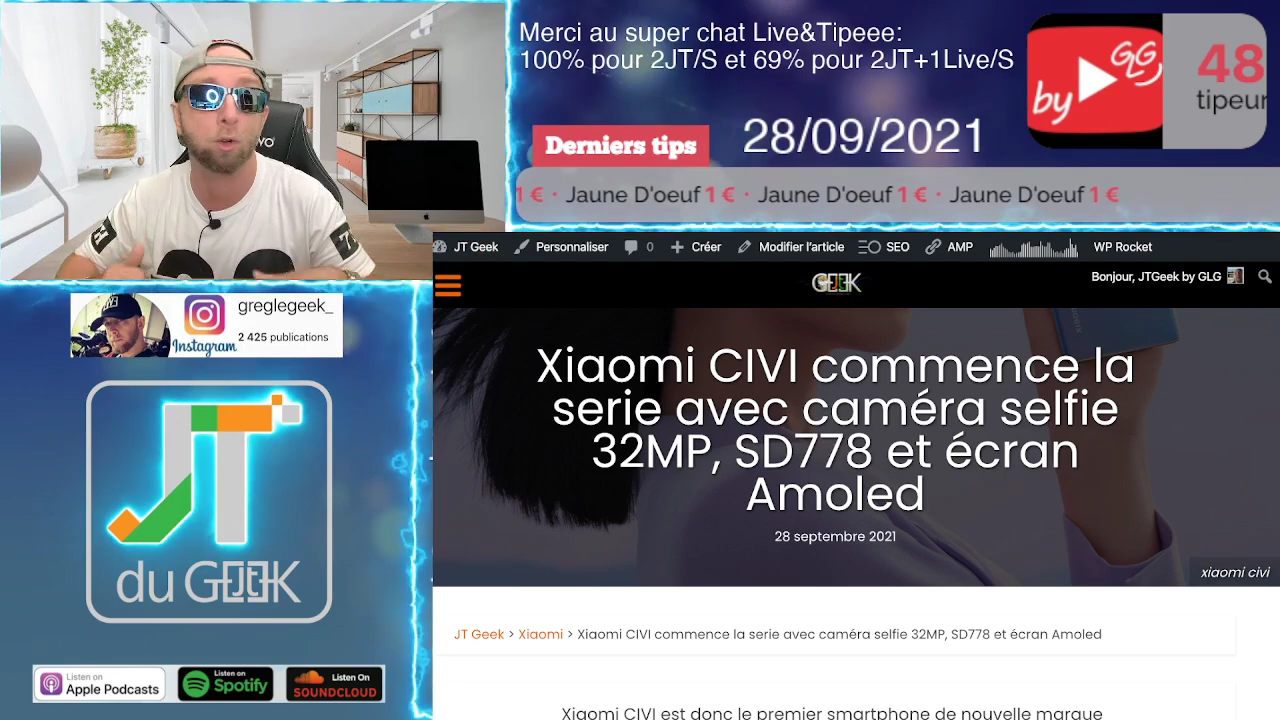 Merci au super chat Live&Tipeee:
100% pour 2JT/S et 69% pour 2JT+1Live/S
by GLG
48
tipeur
Derniers tips
28/09/2021
1 € · Jaune D'oeuf 1 € · Jaune D'oeuf 1 € · Jaune D'oeuf 1 €
JT Geek Personnaliser 0 Créer Modifier l'article SEO AMP WP Rocket
GEEK
Bonjour, JTGeek by GLG
Xiaomi CIVI commence la
serie avec caméra selfie
32MP, SD778 et écran
Amoled
28 septembre 2021
xiaomi civi
JT Geek > Xiaomi > Xiaomi CIVI commence la serie avec caméra selfie 32MP, SD778 et écran Amoled
Xiaomi CIVI est donc le premier smartphone de nouvelle marque
greglegeek_
Instagram
2 425 publications
JT
du GEEK
Listen on
Apple Podcasts
Listen on
Spotify
Listen On
SOUNDCLOUD